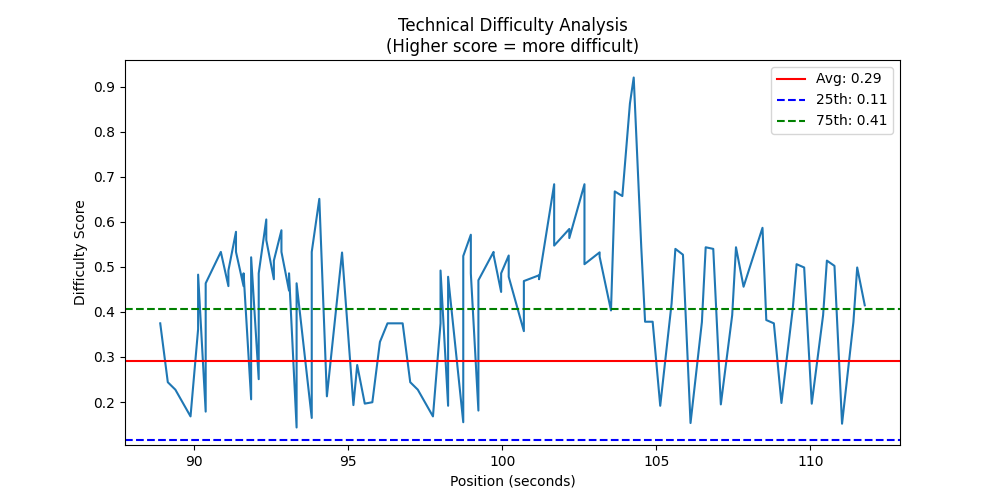 Technical Difficulty Analysis
(Higher score = more difficult)
Avg: 0.29
25th: 0.11
75th: 0.41
Difficulty Score
0.9
0.8
0.7
0.6
0.5
0.4
0.3
0.2
90 95 100 105 110
Position (seconds)